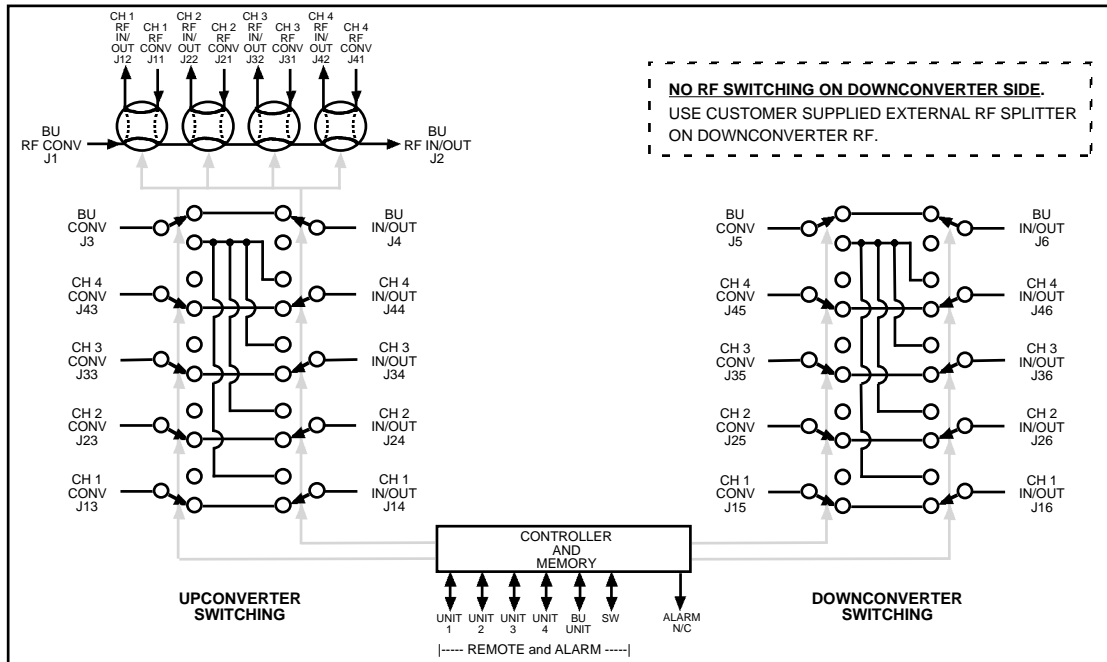 CH 1
RF
IN/
OUT
J12
CH 1
RF
CONV
J11
CH 2
RF
IN/
OUT
J22
CH 2
RF
CONV
J21
CH 3
RF
IN/
OUT
J32
CH 3
RF
CONV
J31
CH 4
RF
IN/
OUT
J42
CH 4
RF
CONV
J41
BU
RF CONV
J1
BU
RF IN/OUT
J2
NO RF SWITCHING ON DOWNCONVERTER SIDE.
USE CUSTOMER SUPPLIED EXTERNAL RF SPLITTER
ON DOWNCONVERTER RF.
BU
CONV
J3
BU
IN/OUT
J4
CH 4
CONV
J43
CH 4
IN/OUT
J44
CH 3
CONV
J33
CH 3
IN/OUT
J34
CH 2
CONV
J23
CH 2
IN/OUT
J24
CH 1
CONV
J13
CH 1
IN/OUT
J14
BU
CONV
J5
BU
IN/OUT
J6
CH 4
CONV
J45
CH 4
IN/OUT
J46
CH 3
CONV
J35
CH 3
IN/OUT
J36
CH 2
CONV
J25
CH 2
IN/OUT
J26
CH 1
CONV
J15
CH 1
IN/OUT
J16
CONTROLLER
AND
MEMORY
UPCONVERTER
SWITCHING
DOWNCONVERTER
SWITCHING
UNIT
1
UNIT
2
UNIT
3
UNIT
4
BU
UNIT
SW
ALARM
N/C
|----- REMOTE and ALARM -----|